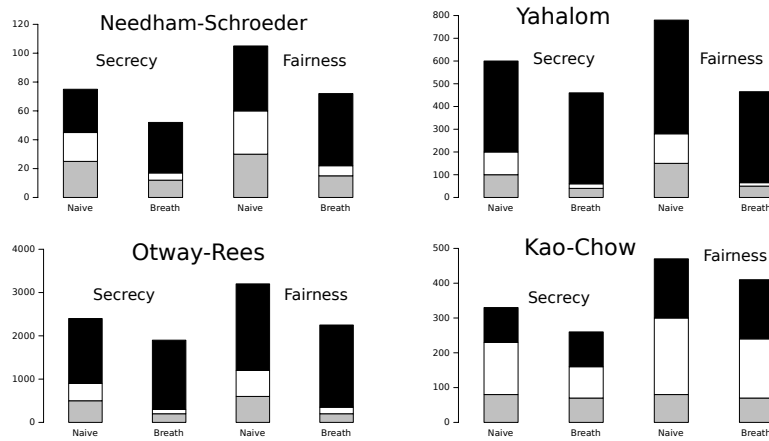 Needham-Schroeder
120
100
80
60
40
20
0
Secrecy
Fairness
Naive
Breath
Naive
Breath
Yahalom
800
700
600
500
400
300
200
100
0
Secrecy
Fairness
Naive
Breath
Naive
Breath
Otway-Rees
4000
3000
2000
1000
0
Secrecy
Fairness
Naive
Breath
Naive
Breath
Kao-Chow
500
400
300
200
100
0
Secrecy
Fairness
Naive
Breath
Naive
Breath